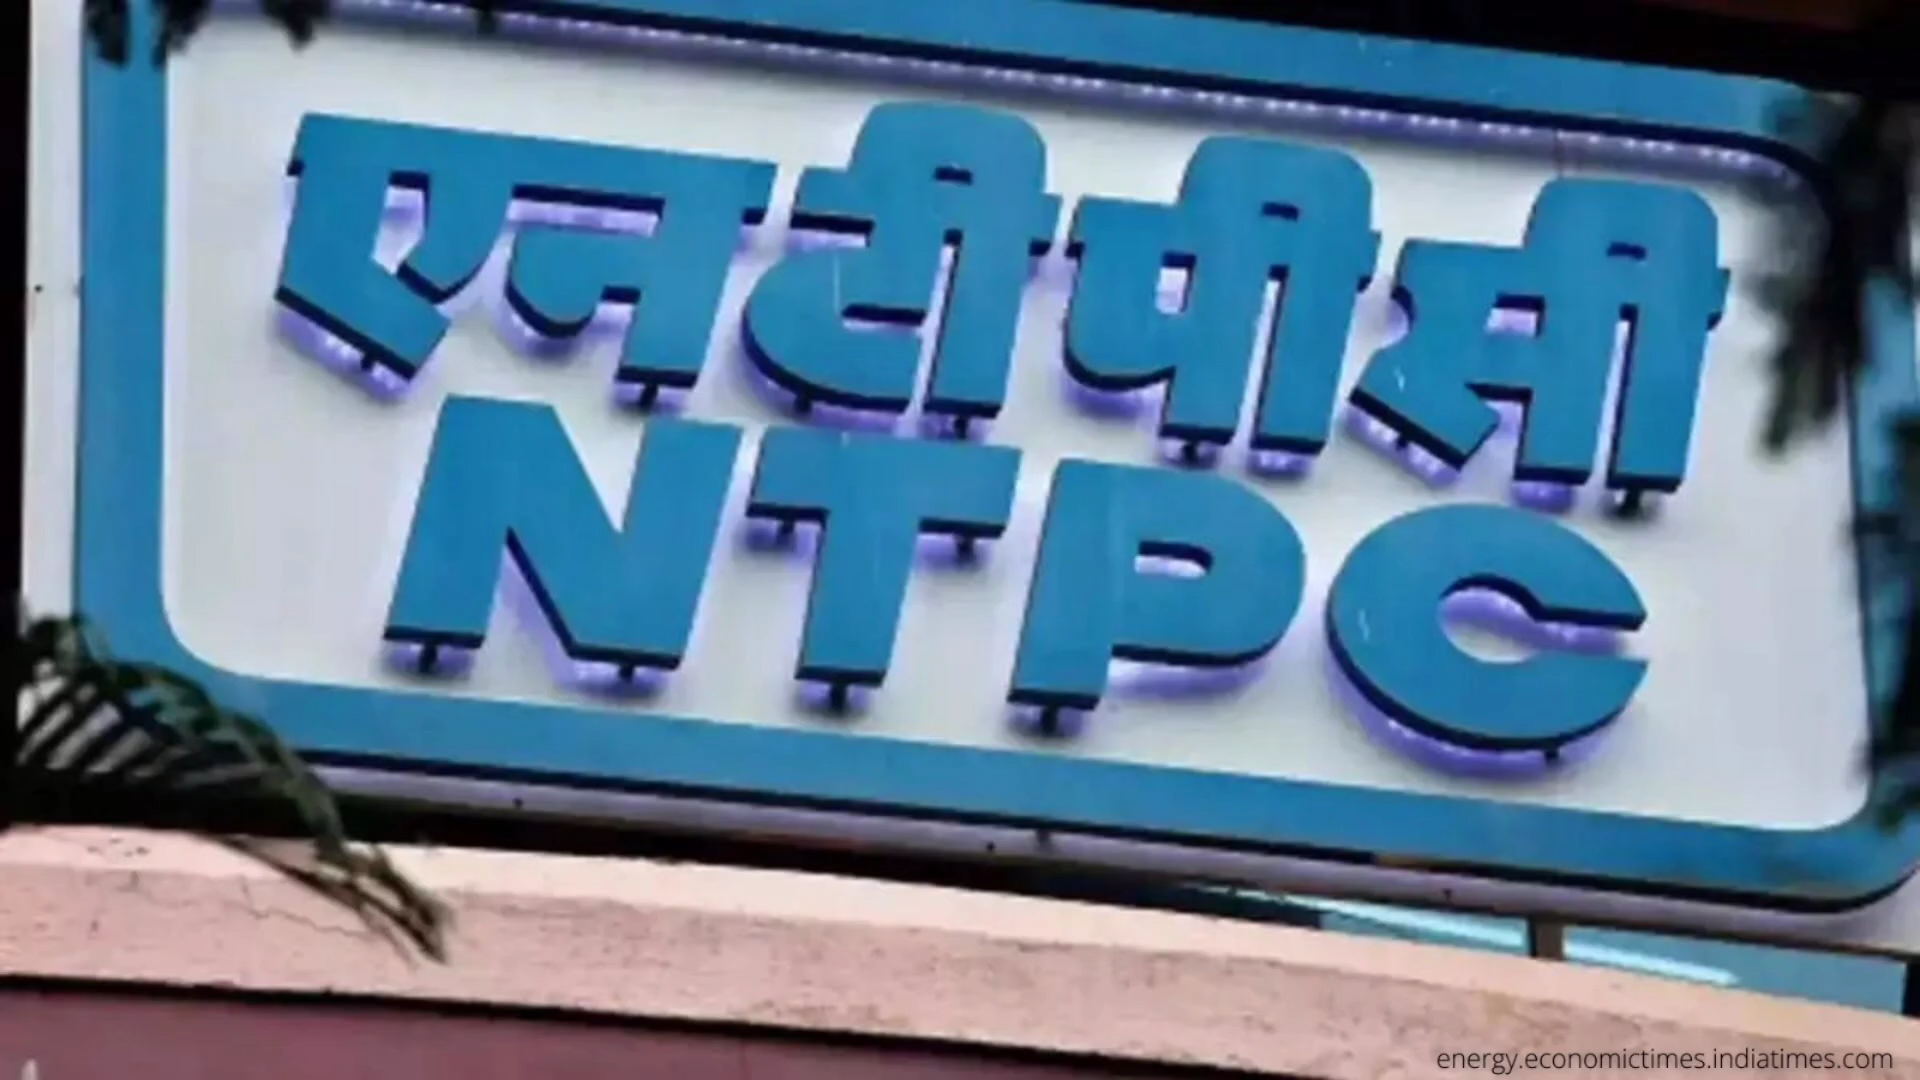 एनटीपीसी
NTPC
energy.economictimes.indiatimes.com